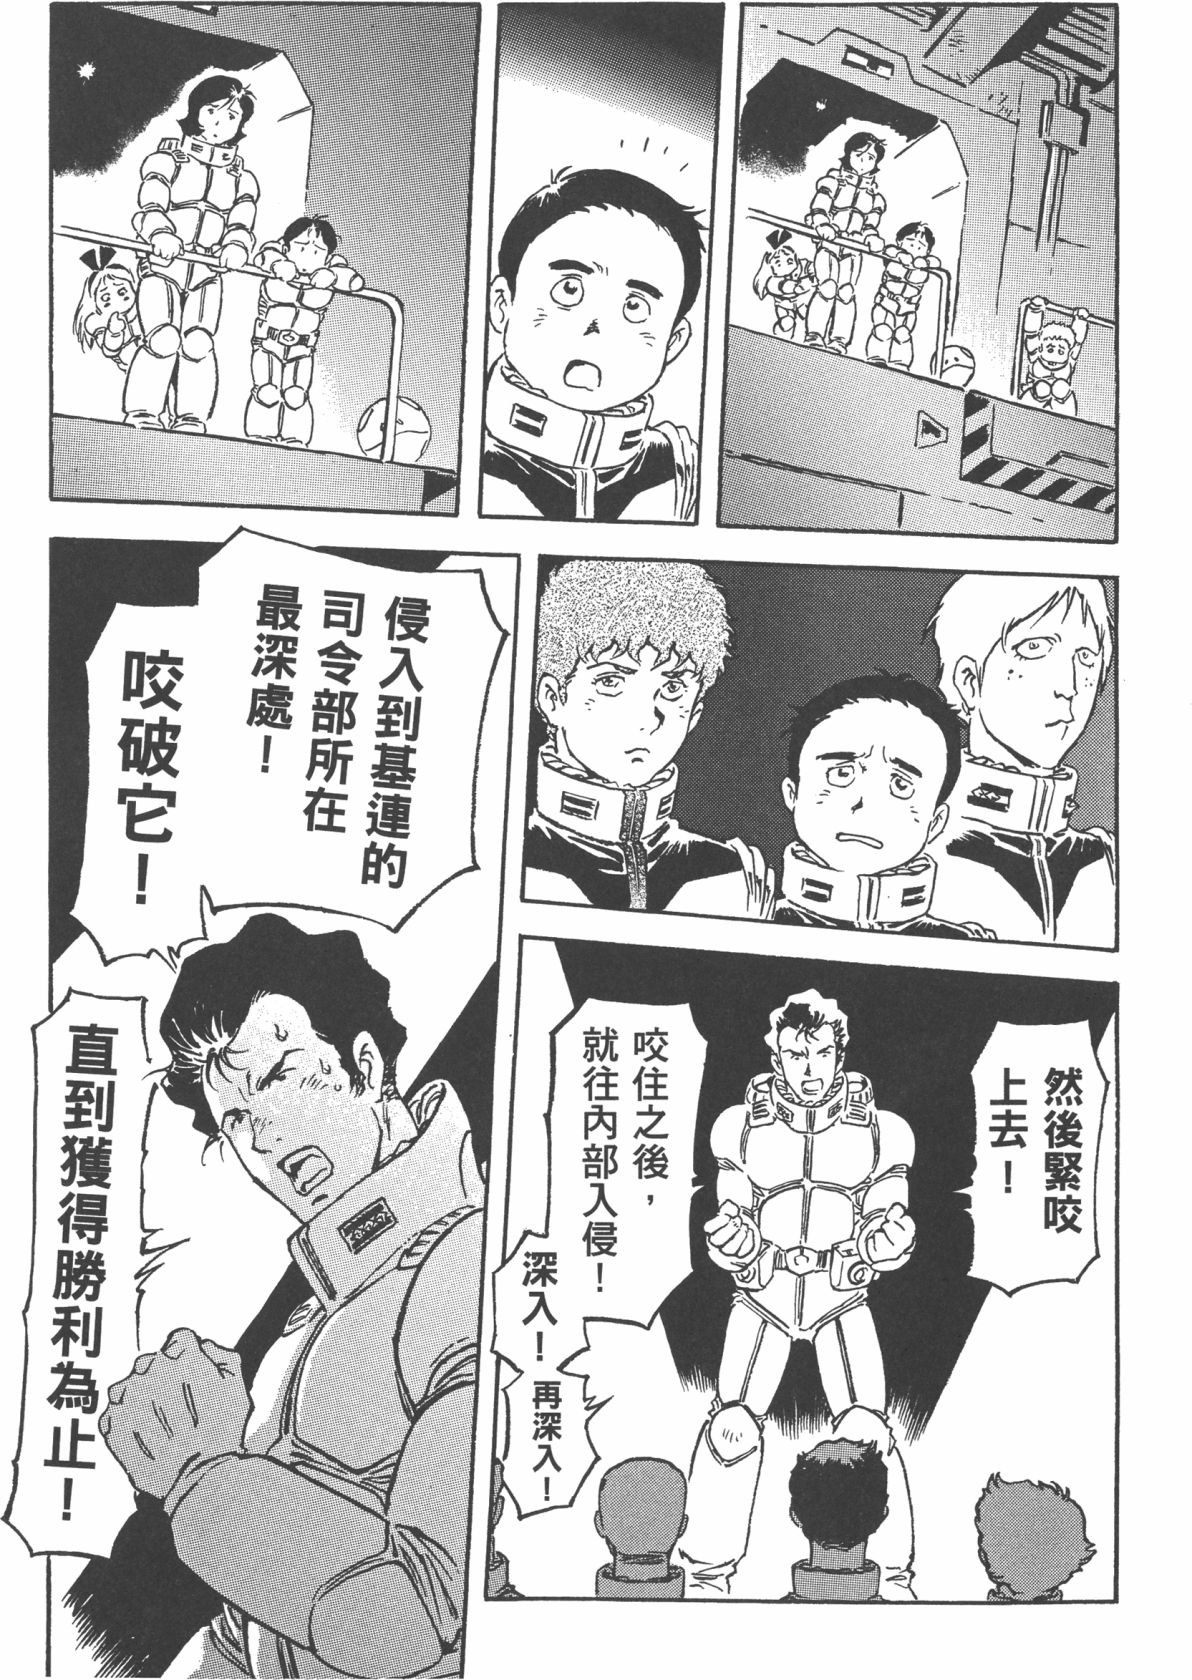 然後緊咬
上去！
咬住之後，
就往內部入侵！
深入！
再深入！
侵入到基連的
司令部所在
最深處！
咬破它！
直到獲得勝利為止！